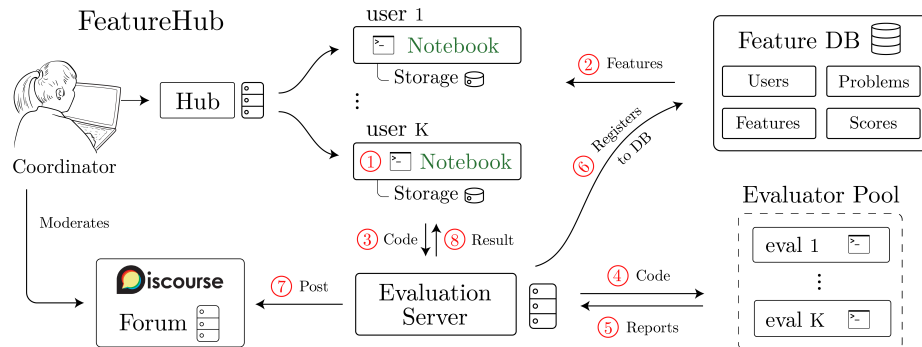 FeatureHub
user 1
Notebook
Storage
Hub
user K
① Notebook
Storage
Coordinator
② Features
Feature DB
Users
Problems
Features
Scores
⑥ Registers
to DB
Moderates
③ Code
⑧ Result
Evaluator Pool
eval 1
eval K
Discourse
Forum
⑦ Post
Evaluation
Server
④ Code
⑤ Reports